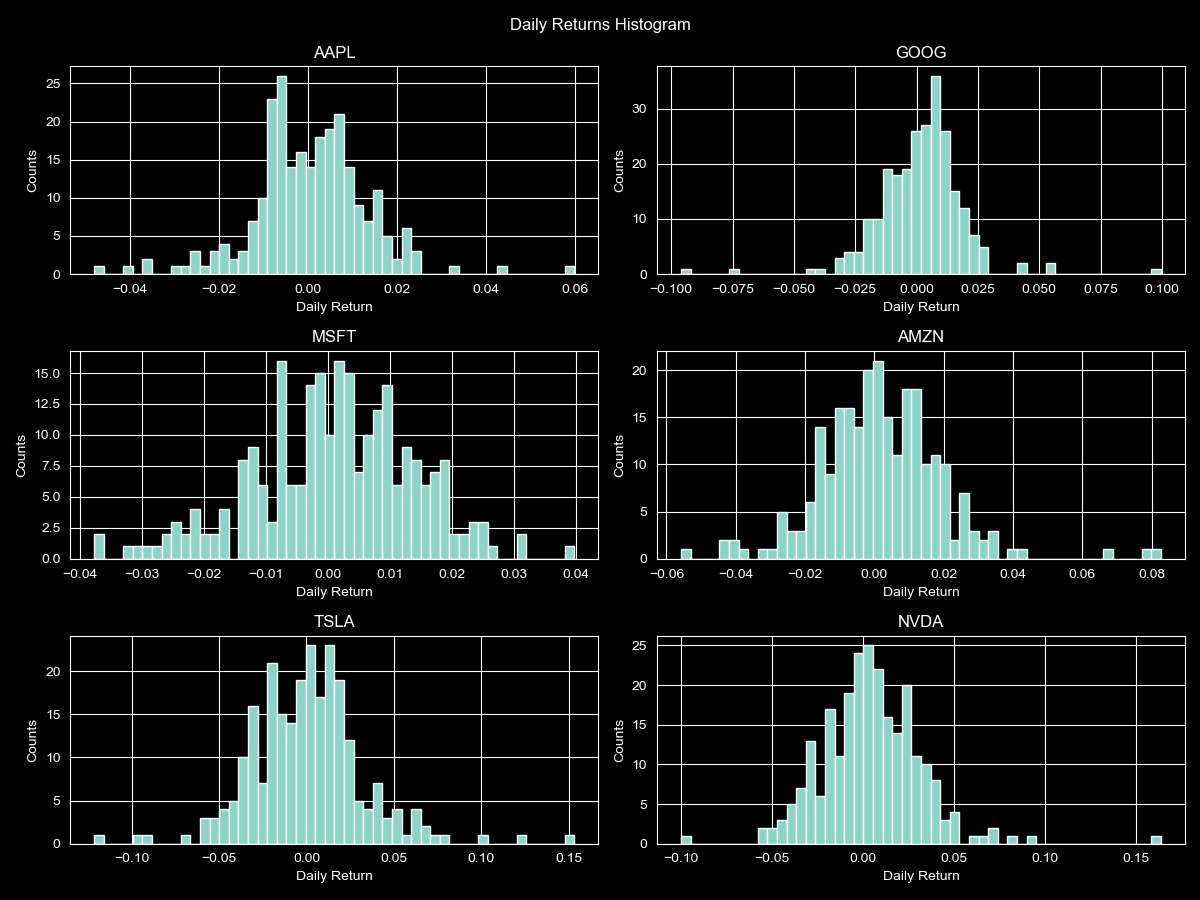 Daily Returns Histogram
AAPL
25
20
15
10
5
0
Counts
−0.04 −0.02 0.00 0.02 0.04 0.06
Daily Return
GOOG
30
20
10
0
Counts
−0.100 −0.075 −0.050 −0.025 0.000 0.025 0.050 0.075 0.100
Daily Return
MSFT
15.0
12.5
10.0
7.5
5.0
2.5
0.0
Counts
−0.04 −0.03 −0.02 −0.01 0.00 0.01 0.02 0.03 0.04
Daily Return
AMZN
20
15
10
5
0
Counts
−0.06 −0.04 −0.02 0.00 0.02 0.04 0.06 0.08
Daily Return
TSLA
20
15
10
5
0
Counts
−0.10 −0.05 0.00 0.05 0.10 0.15
Daily Return
NVDA
25
20
15
10
5
0
Counts
−0.10 −0.05 0.00 0.05 0.10 0.15
Daily Return